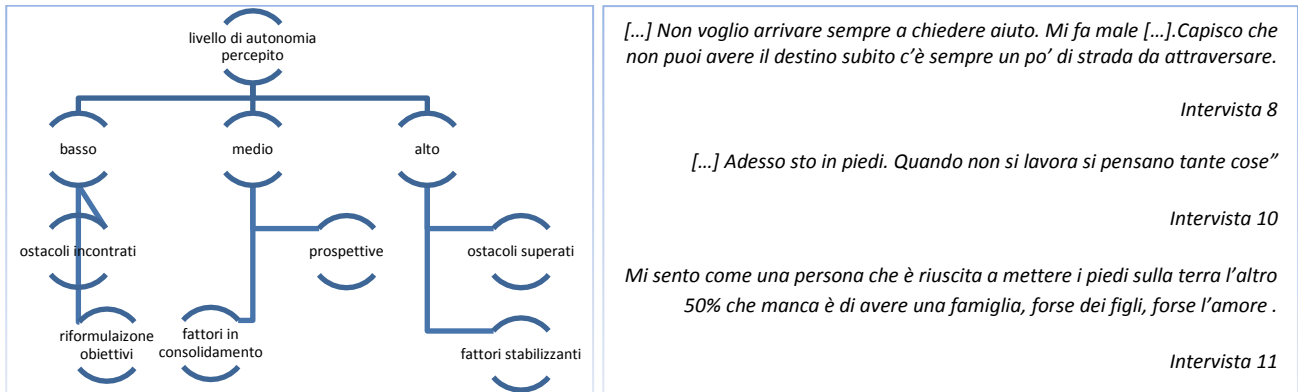 livello di autonomia
percepito
basso
medio
alto
ostacoli incontrati
prospettive
ostacoli superati
riformulaizone
obiettivi
fattori in
consolidamento
fattori stabilizzanti
[…] Non voglio arrivare sempre a chiedere aiuto. Mi fa male […].Capisco che
non puoi avere il destino subito c’è sempre un po’ di strada da attraversare.
Intervista 8
[…] Adesso sto in piedi. Quando non si lavora si pensano tante cose”
Intervista 10
Mi sento come una persona che è riuscita a mettere i piedi sulla terra l’altro
50% che manca è di avere una famiglia, forse dei figli, forse l’amore .
Intervista 11